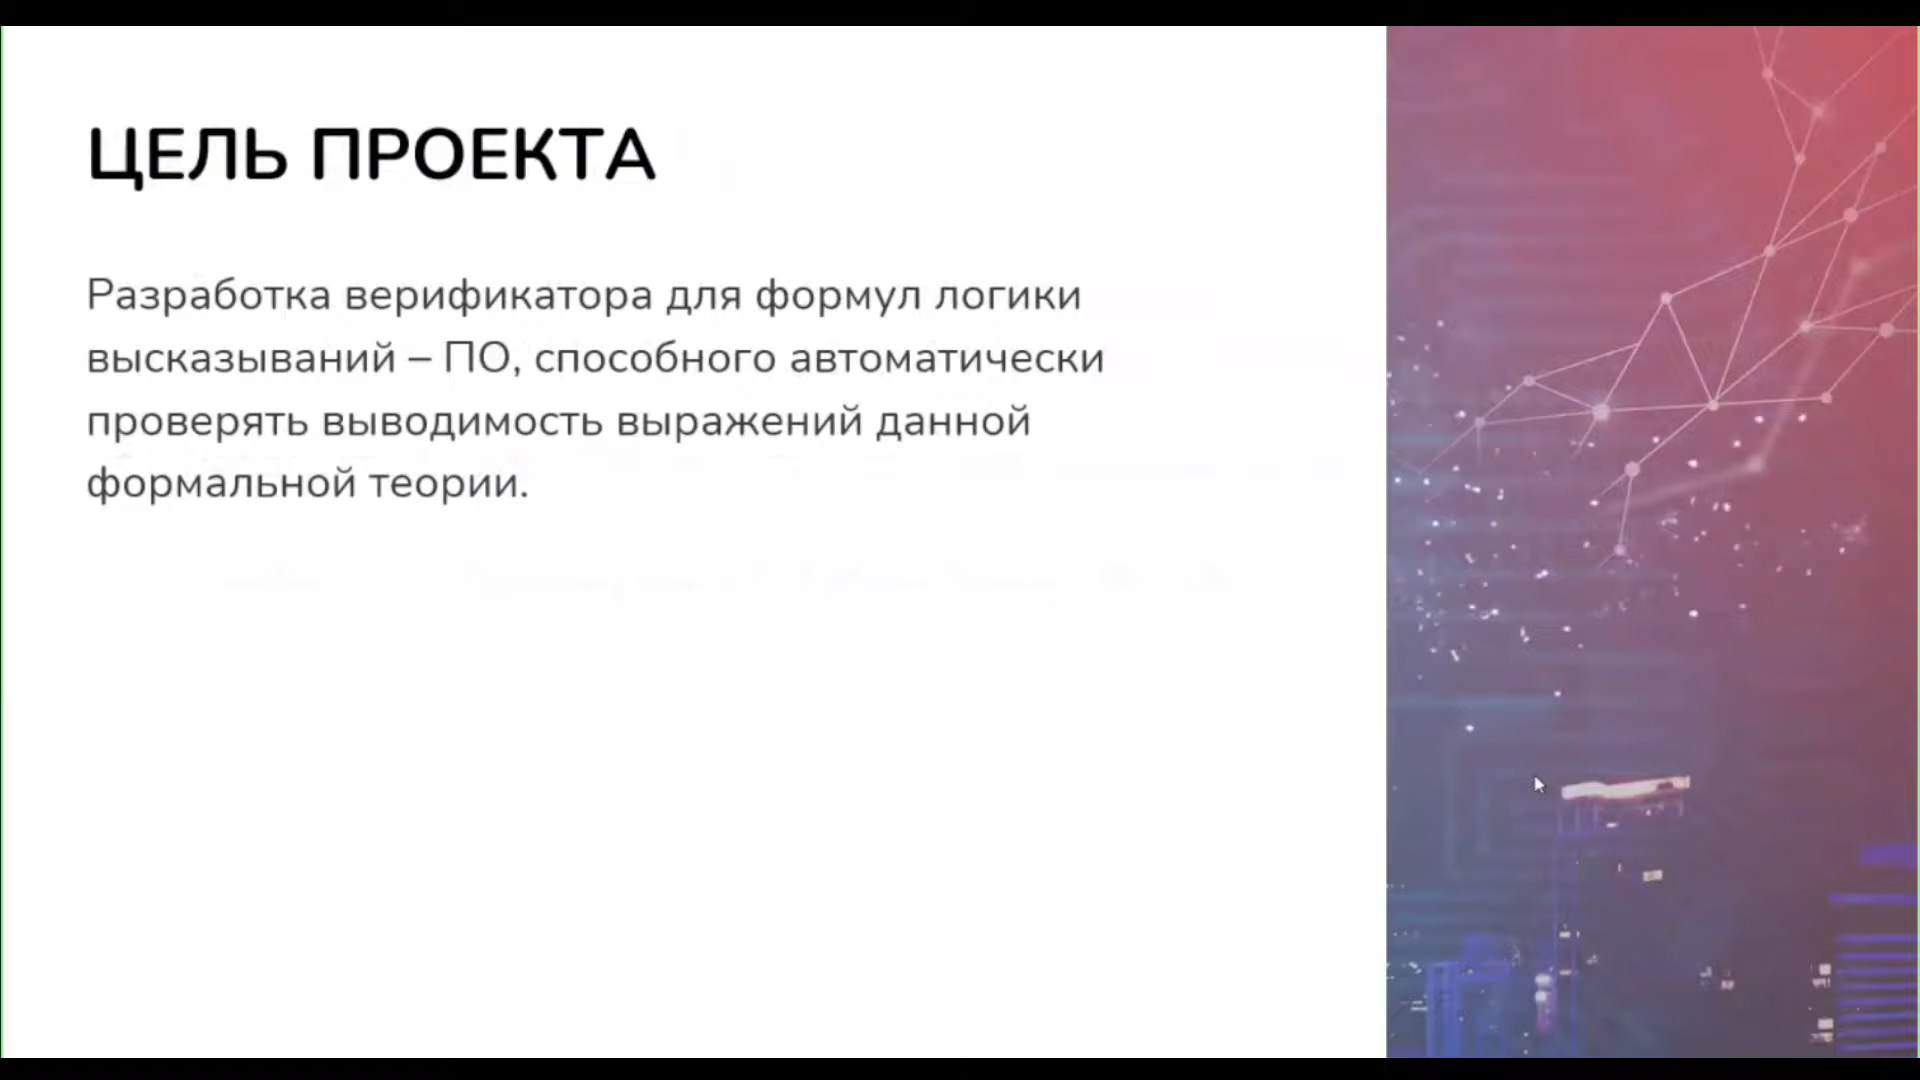 ЦЕЛЬ ПРОЕКТА
Разработка верификатора для формул логики
высказываний – ПО, способного автоматически
проверять выводимость выражений данной
формальной теории.